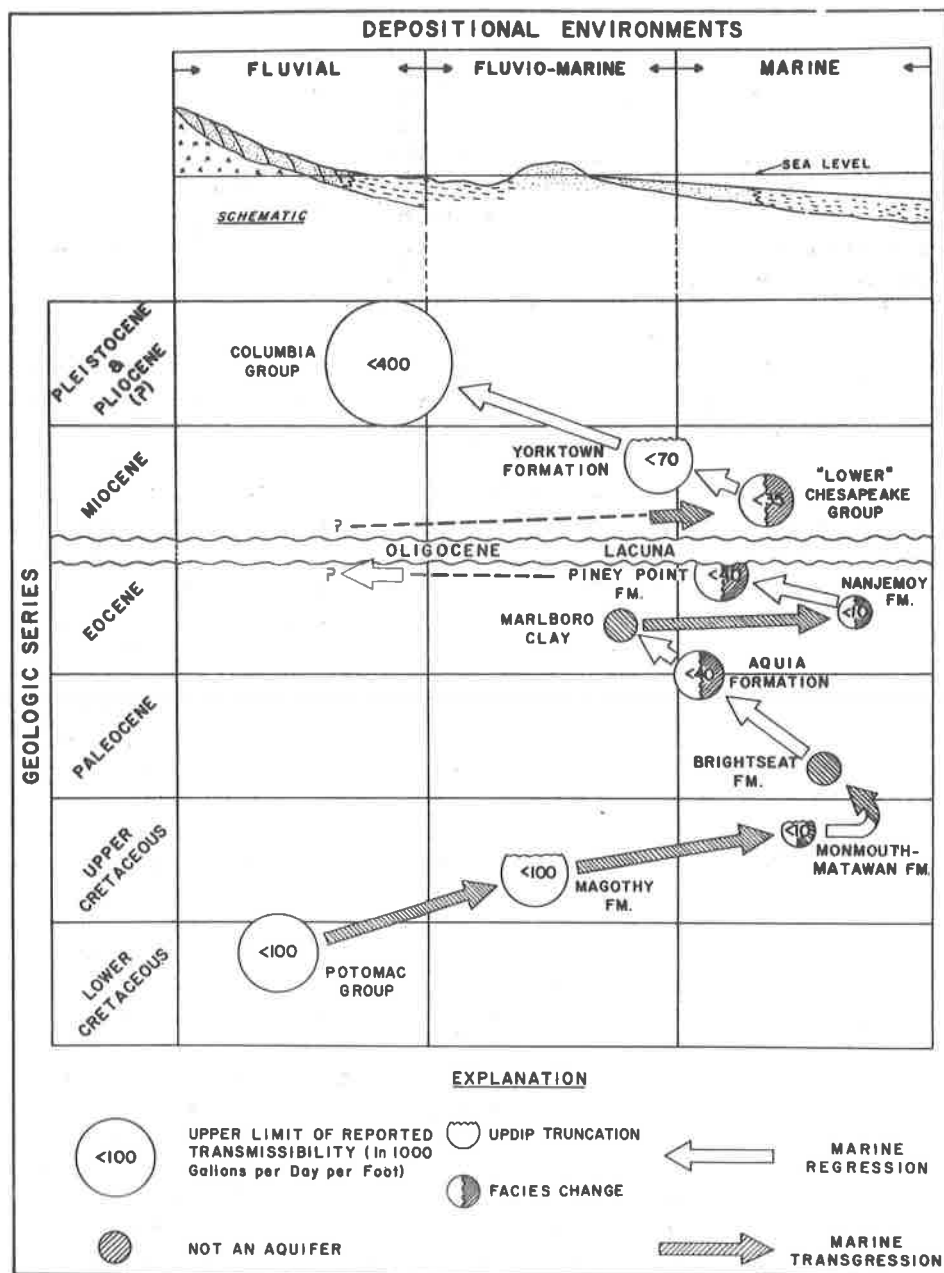 DEPOSITIONAL ENVIRONMENTS
FLUVIAL
FLUVIO-MARINE
MARINE
SEA LEVEL
SCHEMATIC
GEOLOGIC SERIES
PLEISTOCENE
&
PLIOCENE
(?)
COLUMBIA
GROUP
<400
MIOCENE
YORKTOWN
FORMATION
<70
"LOWER"
CHESAPEAKE
GROUP
<35
?
OLIGOCENE
LACUNA
EOCENE
?
PINEY POINT
FM.
<40
NANJEMOY
FM.
<10
MARLBORO
CLAY
AQUIA
FORMATION
<40
PALEOCENE
BRIGHTSEAT
FM.
UPPER
CRETACEOUS
<100
MAGOTHY
FM.
<10
MONMOUTH-
MATAWAN FM.
LOWER
CRETACEOUS
<100
POTOMAC
GROUP
EXPLANATION
<100
UPPER LIMIT OF REPORTED
TRANSMISSIBILITY (In 1000
Gallons per Day per Foot)
UPDIP TRUNCATION
FACIES CHANGE
MARINE
REGRESSION
NOT AN AQUIFER
MARINE
TRANSGRESSION